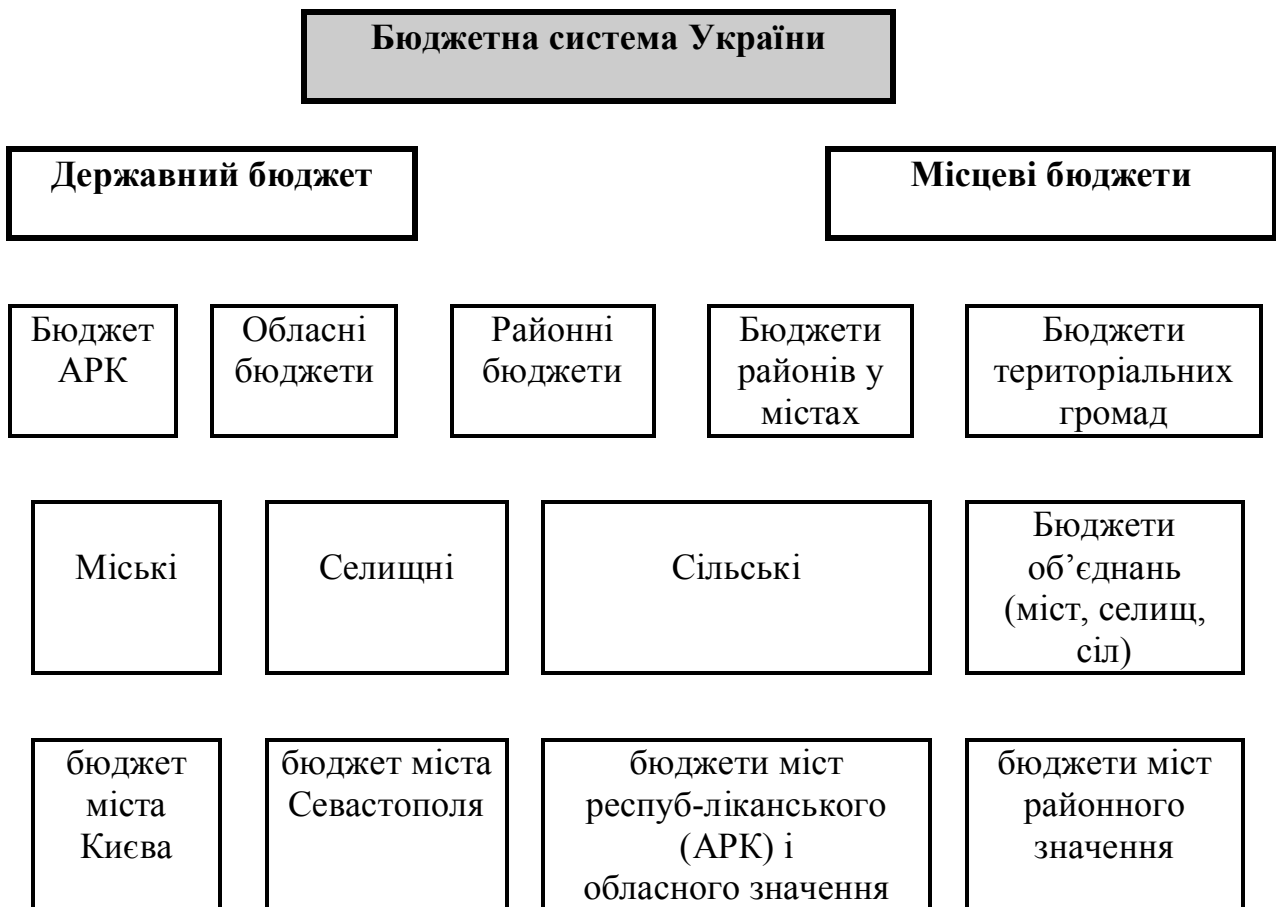 Бюджетна система України
Державний бюджет
Місцеві бюджети
Бюджет
АРК
Обласні
бюджети
Районні
бюджети
Бюджети
районів у
містах
Бюджети
територіальних
громад
Міські
Селищні
Сільські
Бюджети
об’єднань
(міст, селищ,
сіл)
бюджет
міста
Києва
бюджет міста
Севастополя
бюджети міст
респуб-ліканського
(АРК) і
обласного значення
бюджети міст
районного
значення